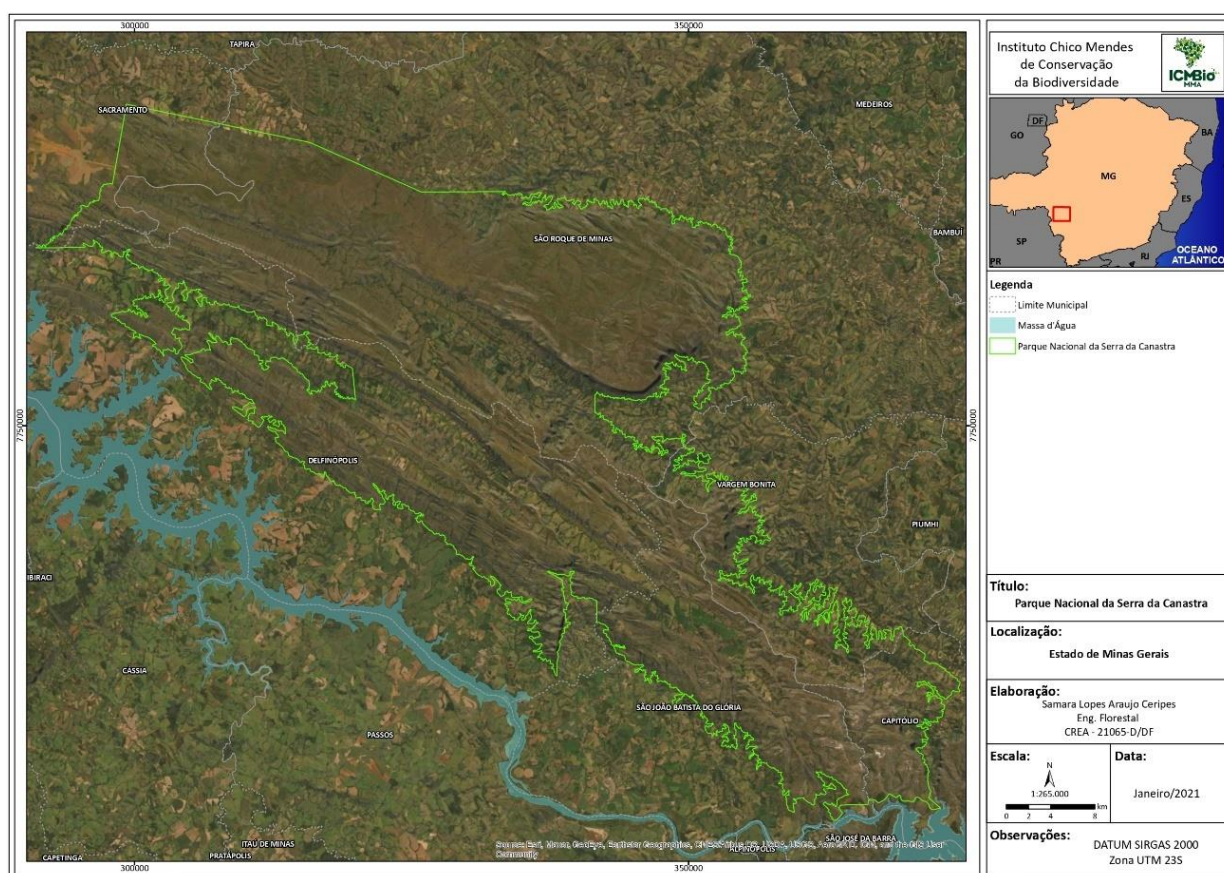 300000
350000
TAPIRA
SACRAMENTO
MEDEIROS
SÃO ROQUE DE MINAS
BAMBUÍ
7750000
7750000
DELFINÓPOLIS
VARGEM BONITA
PIUMHI
IBIRACI
CÁSSIA
SÃO JOÃO BATISTA DO GLÓRIA
CAPITÓLIO
PASSOS
ITAÚ DE MINAS
SÃO JOSÉ DA BARRA
CAPETINGA
PRATÁPOLIS
ALPINÓPOLIS
Community
300000
350000
Instituto Chico Mendes
de Conservação
da Biodiversidade
ICMBio
MMA
DF
GO
BA
MG
ES
SP
RJ
PR
OCEANO
ATLÂNTICO
Legenda
Limite Municipal
Massa d'Água
Parque Nacional da Serra da Canastra
Título:
Parque Nacional da Serra da Canastra
Localização:
Estado de Minas Gerais
Elaboração:
Samara Lopes Araujo Ceripes
Eng. Florestal
CREA - 21065-D/DF
Escala:
N
1:265.000
km
0 2 4 8
Data:
Janeiro/2021
Observações:
DATUM SIRGAS 2000
Zona UTM 23S